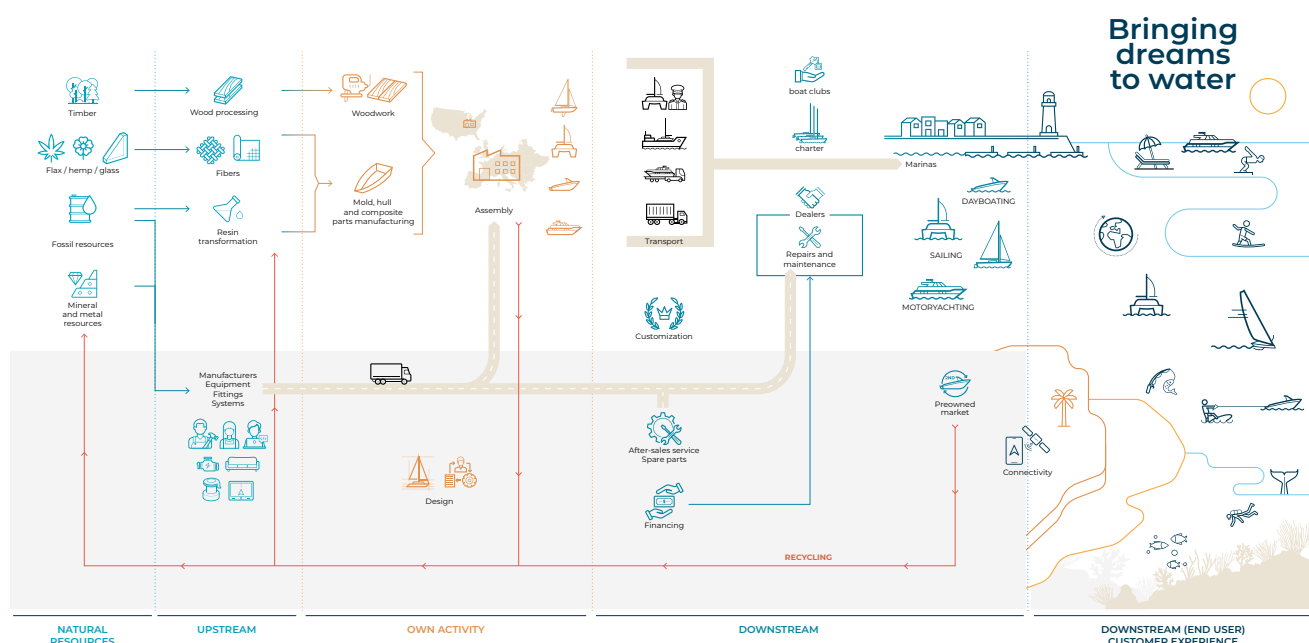 Bringing
dreams
to water
Timber
Wood processing
Woodwork
boat clubs
Flax / hemp / glass
Fibers
Mold, hull
and composite
parts manufacturing
Assembly
charter
Marinas
Fossil resources
Resin
transformation
Transport
Dealers
Repairs and
maintenance
DAYBOATING
SAILING
MOTORYACHTING
Mineral
and metal
resources
Customization
Manufacturers
Equipment
Fittings
Systems
Preowned
market
After-sales service
Spare parts
Connectivity
Design
Financing
RECYCLING
NATURAL
RESOURCES
UPSTREAM
OWN ACTIVITY
DOWNSTREAM
DOWNSTREAM (END USER)
CUSTOMER EXPERIENCE